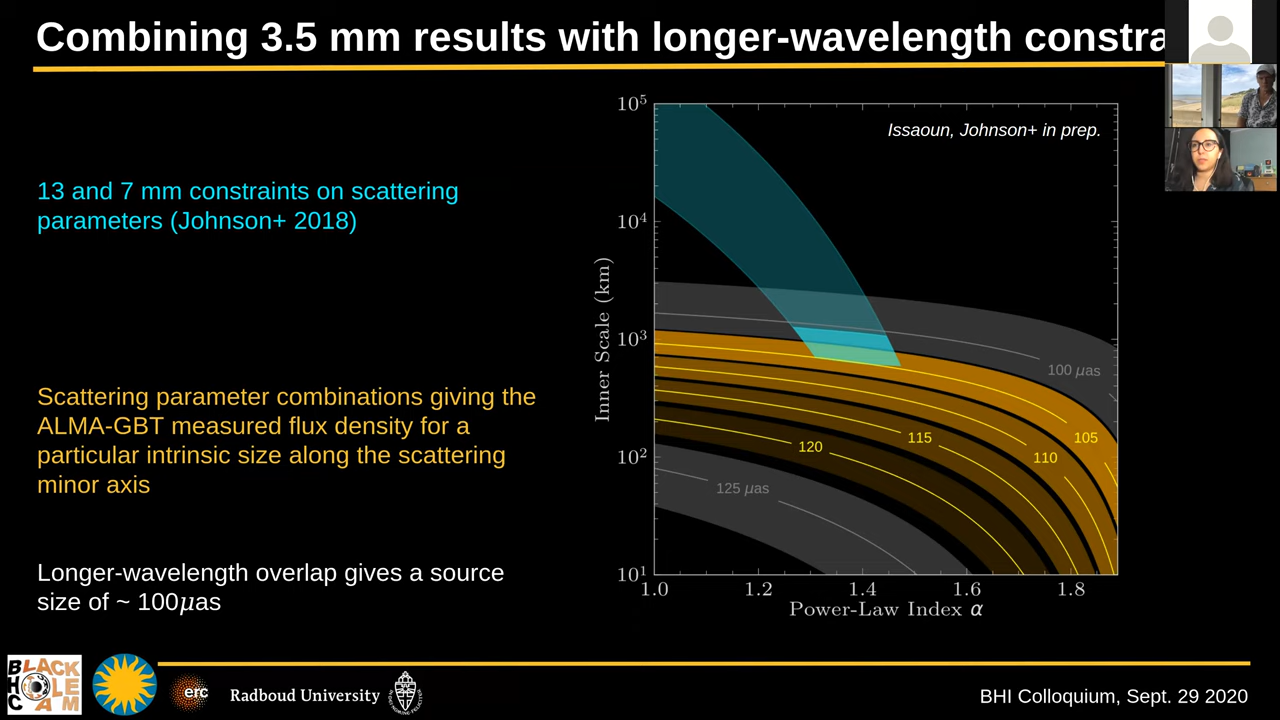 Combining 3.5 mm results with longer-wavelength constra
Issaoun, Johnson+ in prep.
13 and 7 mm constraints on scattering
parameters (Johnson+ 2018)
Scattering parameter combinations giving the
ALMA-GBT measured flux density for a
particular intrinsic size along the scattering
minor axis
Longer-wavelength overlap gives a source
size of ~ 100μas
Inner Scale (km)
10⁵
10⁴
10³
10²
10¹
100 μas
105
110
115
120
125 μas
1.0 1.2 1.4 1.6 1.8
Power-Law Index α
BLACK
HOLE
CAM
erc
Radboud University
BHI Colloquium, Sept. 29 2020